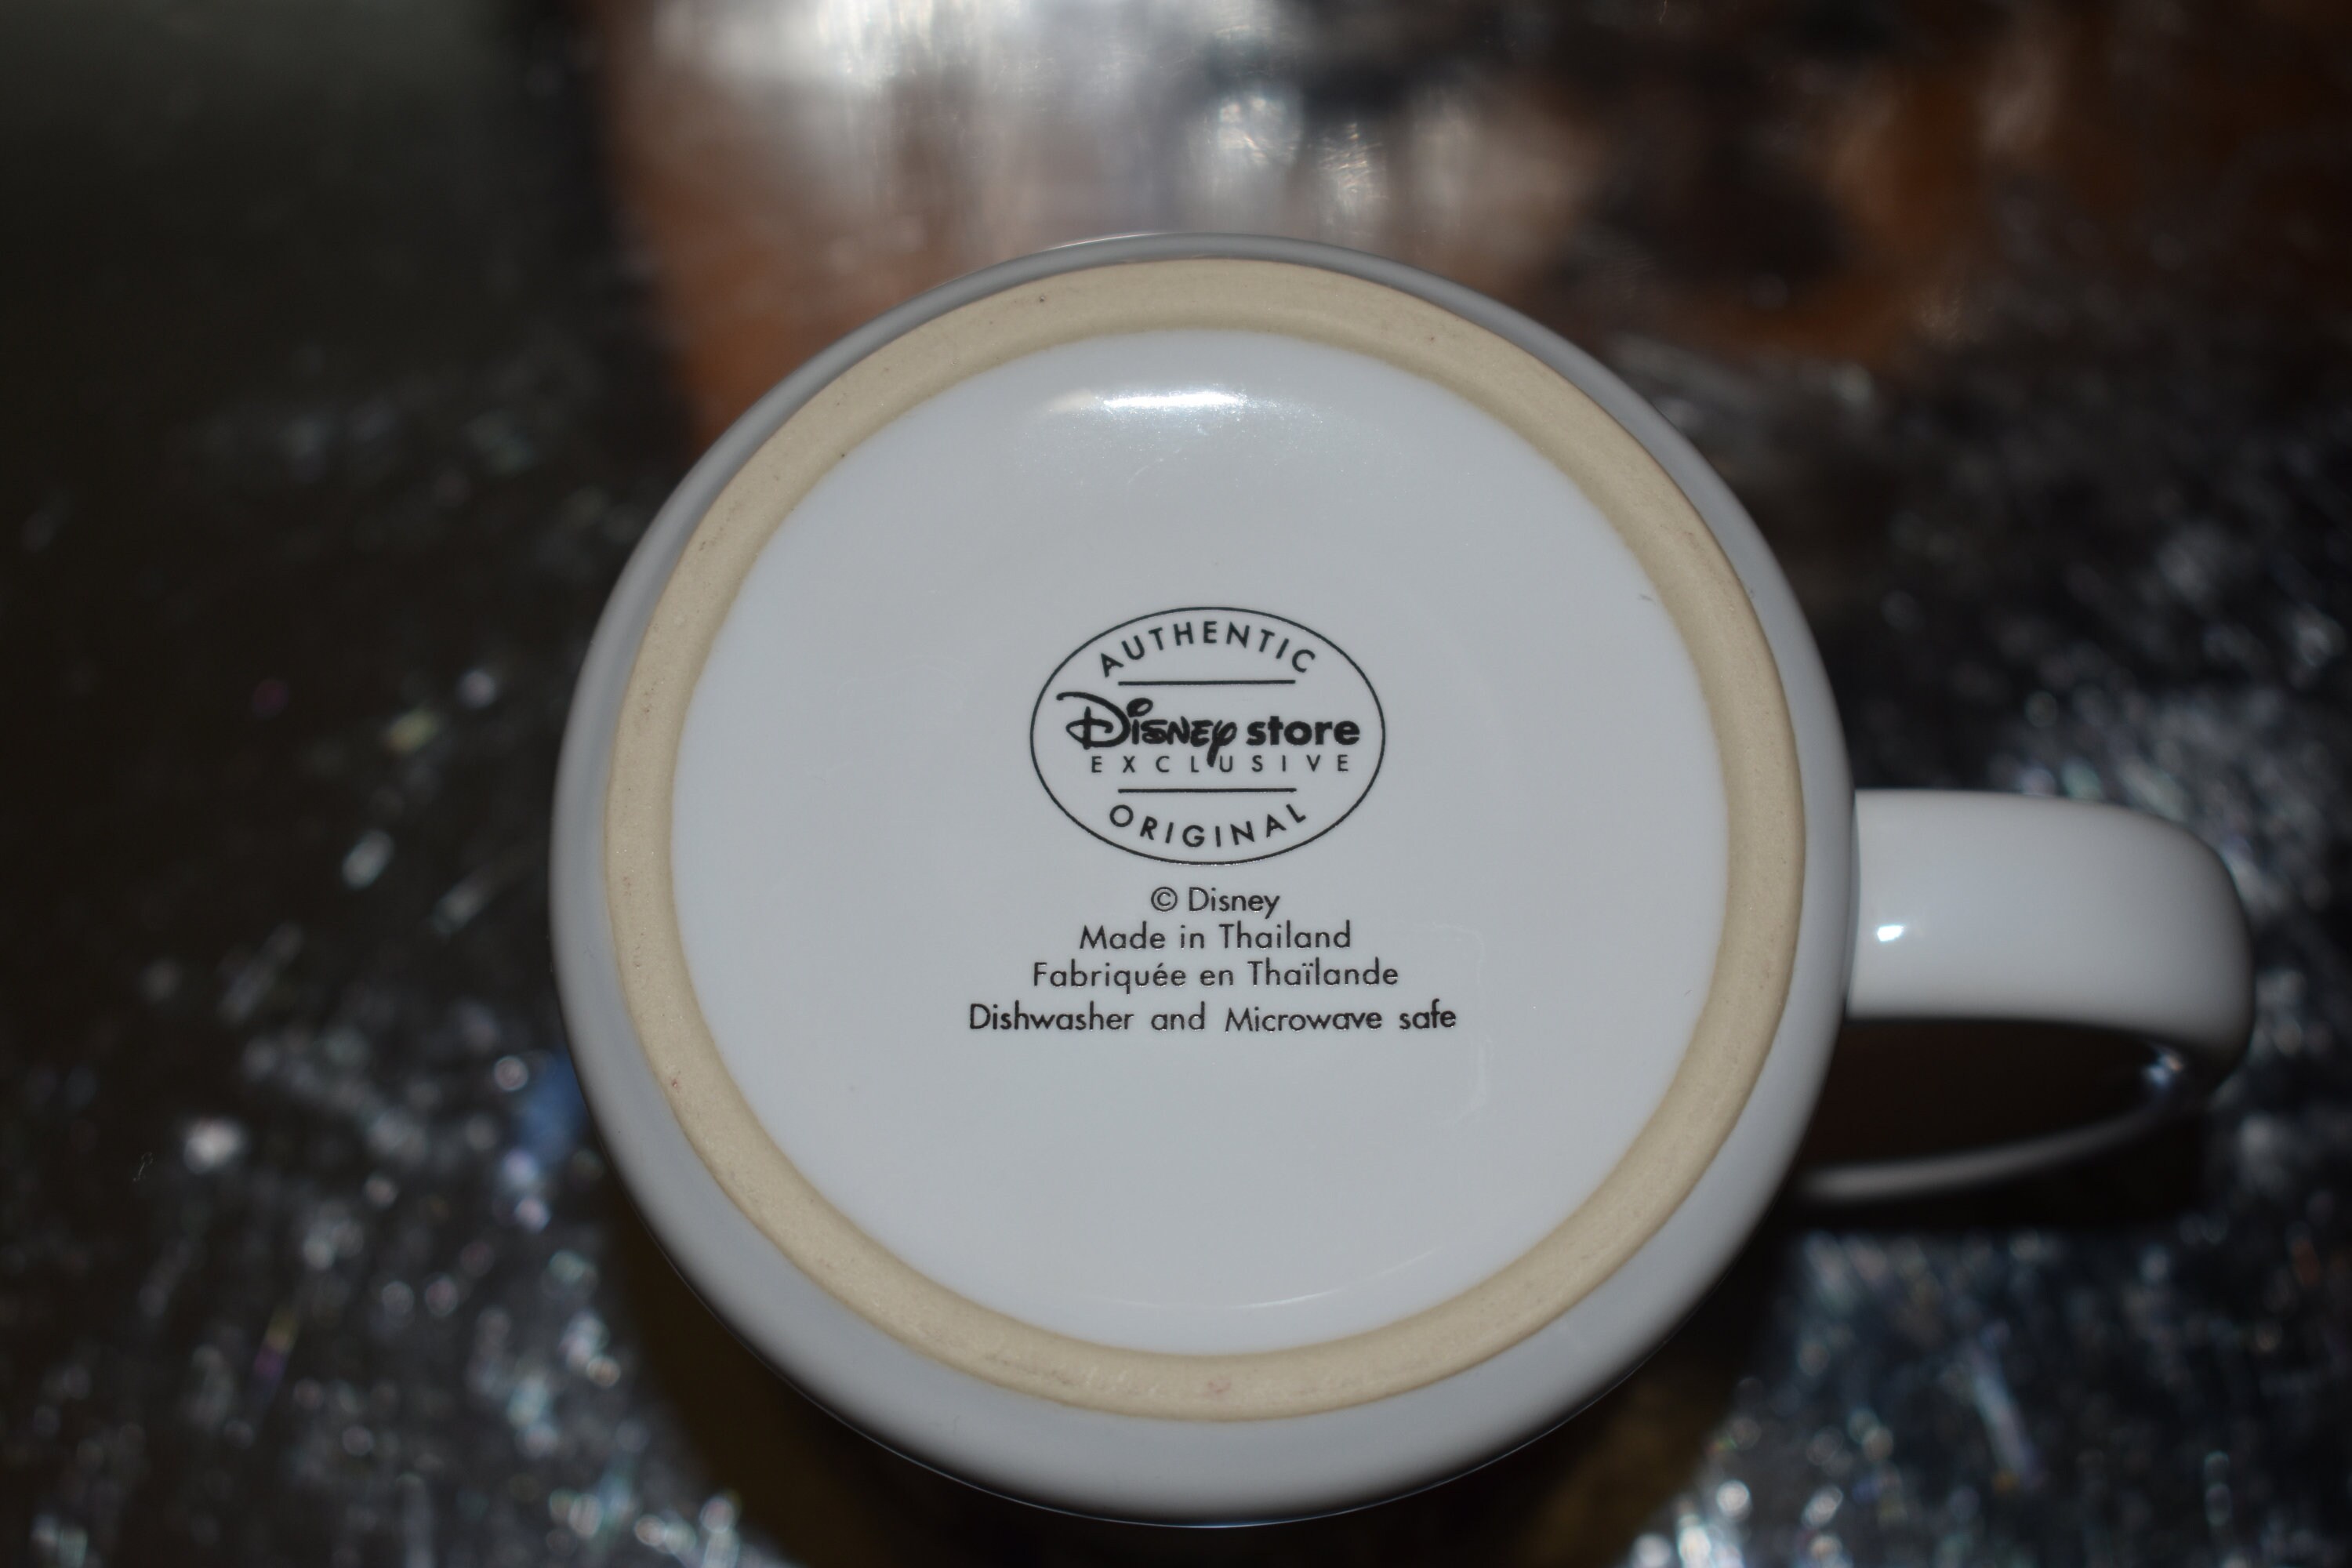 AUTHENTIC
Disney store
EXCLUSIVE
ORIGINAL
© Disney
Made in Thailand
Fabriquée en Thaïlande
Dishwasher and Microwave safe